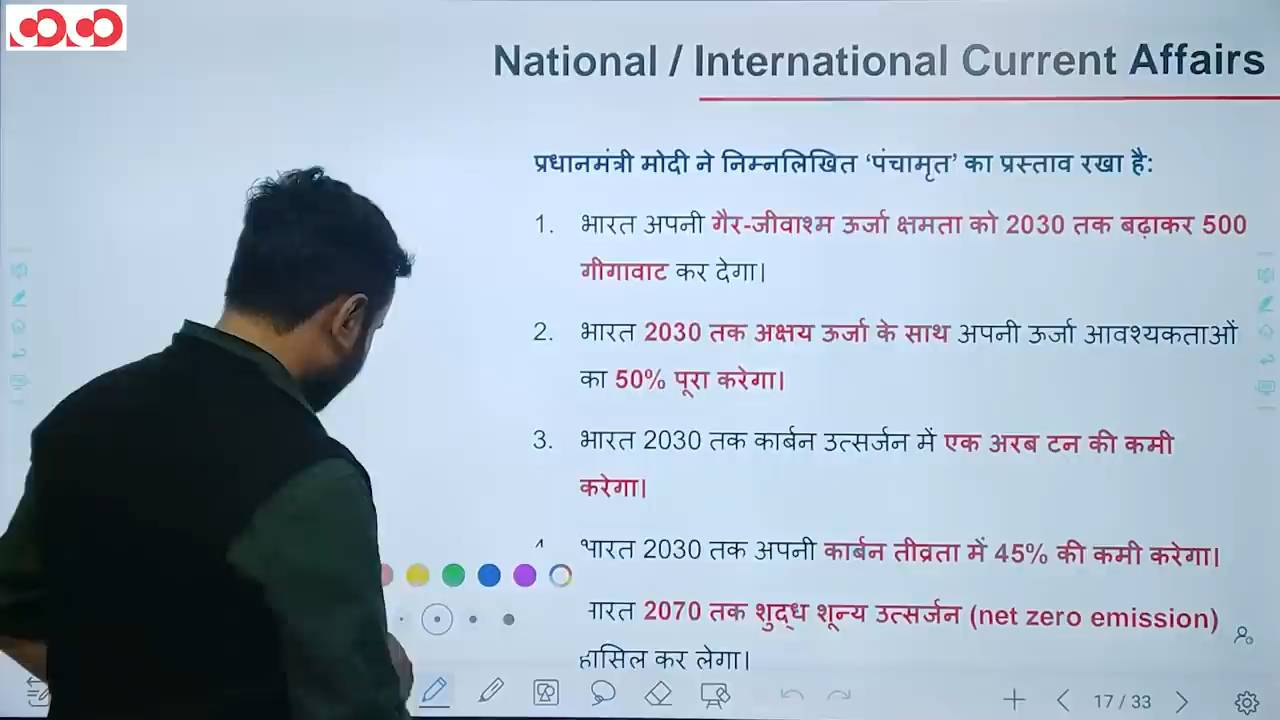 National / International Current Affairs
प्रधानमंत्री मोदी ने निम्नलिखित ‘पंचामृत’ का प्रस्ताव रखा है:
1. भारत अपनी गैर-जीवाश्म ऊर्जा क्षमता को 2030 तक बढ़ाकर 500
गीगावाट कर देगा।
2. भारत 2030 तक अक्षय ऊर्जा के साथ अपनी ऊर्जा आवश्यकताओं
का 50% पूरा करेगा।
3. भारत 2030 तक कार्बन उत्सर्जन में एक अरब टन की कमी
करेगा।
भारत 2030 तक अपनी कार्बन तीव्रता में 45% की कमी करेगा।
2070 तक शुद्ध शून्य उत्सर्जन (net zero emission)
हासिल कर लेगा।
17 / 33